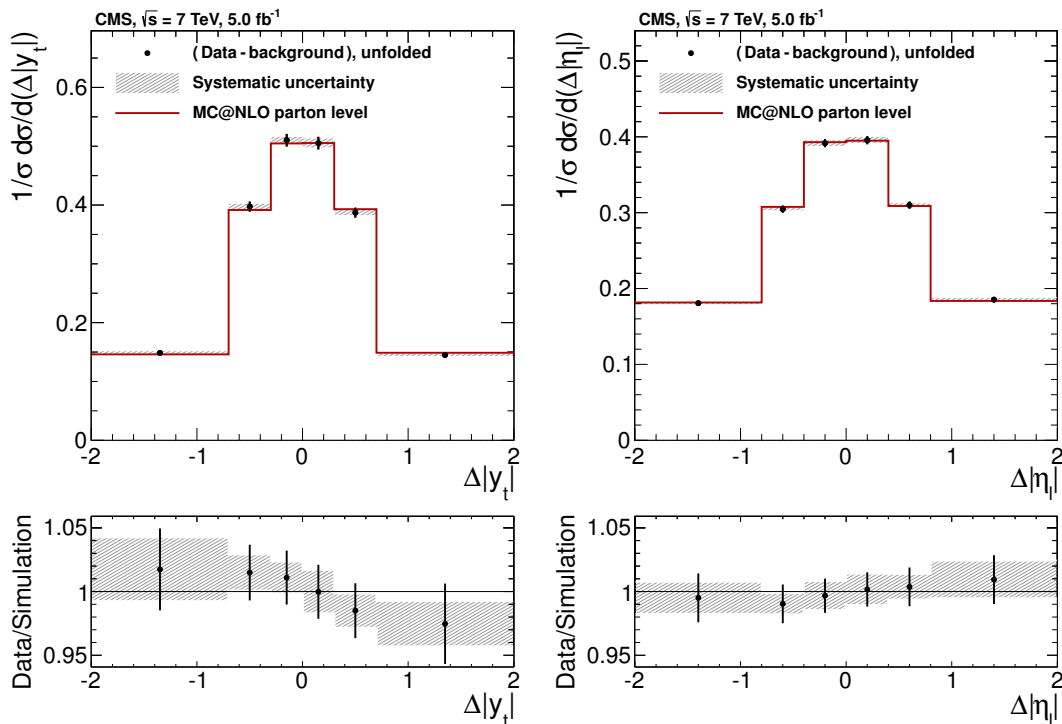 CMS, √s = 7 TeV, 5.0 fb⁻¹
1/σ dσ/d(Δ|y_t|)
(Data - background), unfolded
Systematic uncertainty
MC@NLO parton level
0.6
0.4
0.2
0
-2 -1 0 1 2
Δ|y_t|
Data/Simulation
1.05
1
0.95
-2 -1 0 1 2
Δ|y_t|
CMS, √s = 7 TeV, 5.0 fb⁻¹
1/σ dσ/d(Δ|η_l|)
(Data - background), unfolded
Systematic uncertainty
MC@NLO parton level
0.5
0.4
0.3
0.2
0.1
0
-2 -1 0 1 2
Δ|η_l|
Data/Simulation
1.05
1
0.95
-2 -1 0 1 2
Δ|η_l|